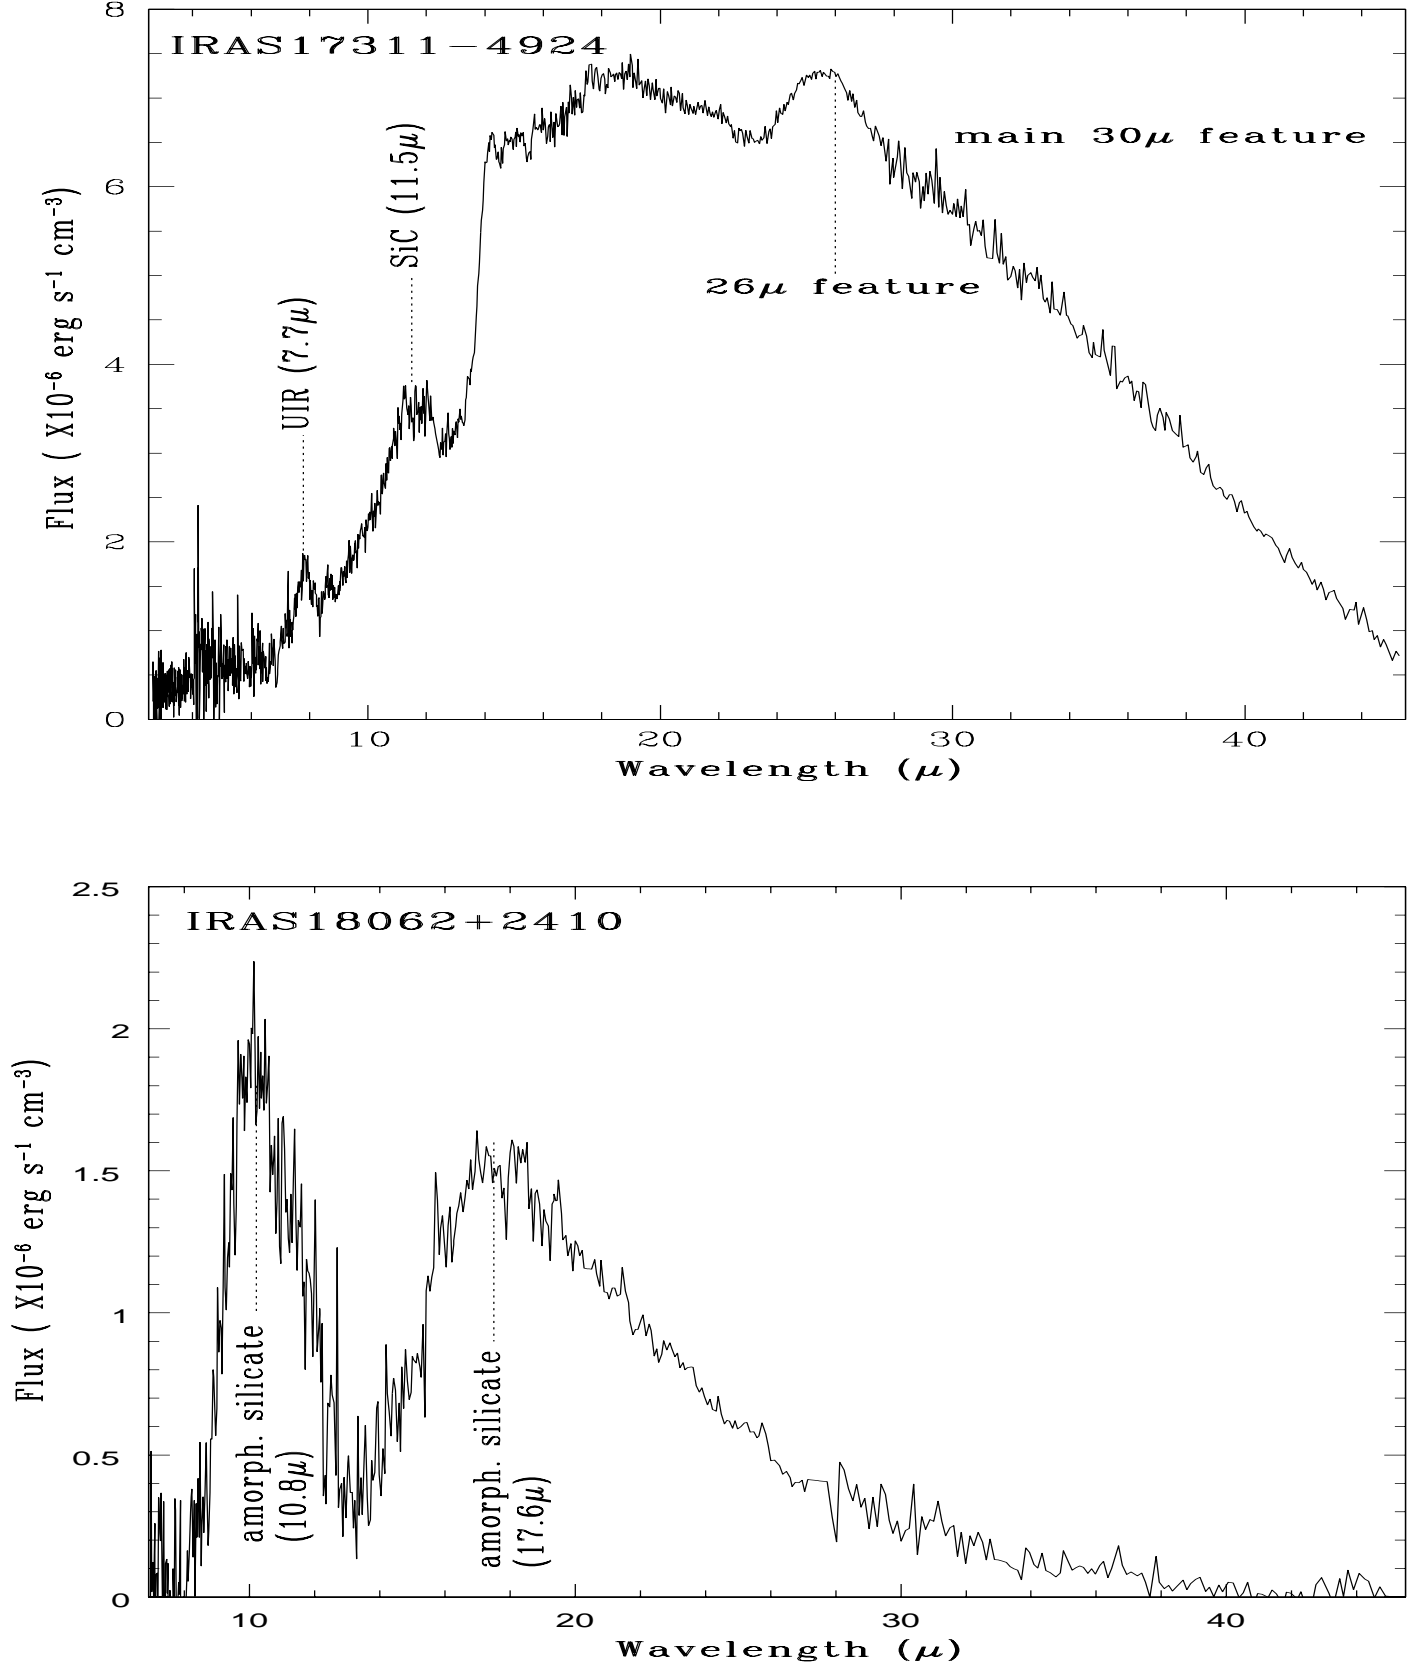 8
IRAS17311−4924
main 30μ feature
SiC (11.5μ)
6
26μ feature
UIR (7.7μ)
4
2
0
Flux ( X10⁻⁶ erg s⁻¹ cm⁻³)
10 20 30 40
Wavelength (μ)
2.5
IRAS18062+2410
2
1.5
1
0.5
0
amorph. silicate
(10.8μ)
amorph. silicate
(17.6μ)
Flux ( X10⁻⁶ erg s⁻¹ cm⁻³)
10 20 30 40
Wavelength (μ)